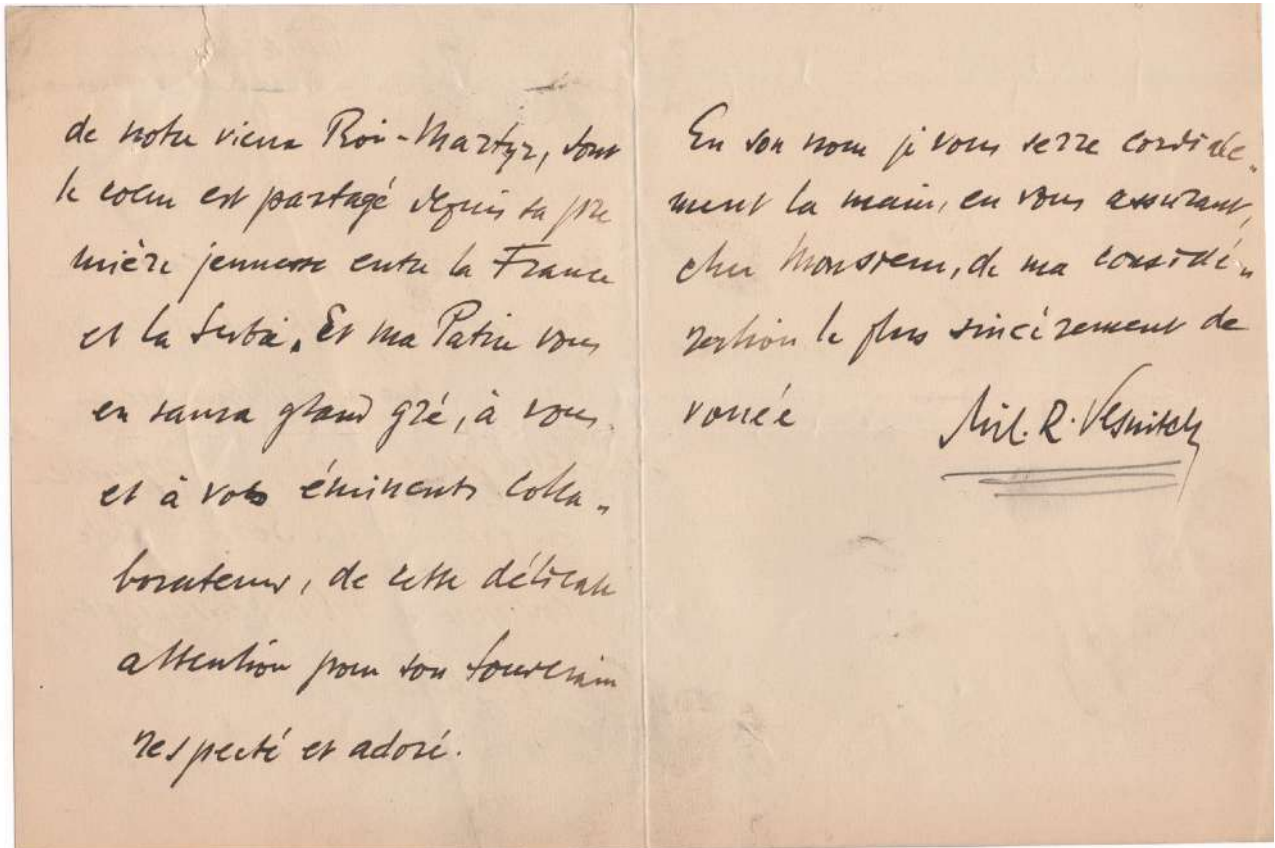 de notre vieux Roi-Martyr, dont
le coeur est partagé depuis sa pre
mière jeunesse entre la France
et la Serbie. Et ma Patrie vous
en saura grand gré, à vous
et à vos éminents colla-
borateurs, de cette délicate
attention pour son Souverain
respecté et adoré.
En son nom je vous serre cordiale-
ment la main, en vous assurant,
cher Monsieur, de ma considé-
ration le plus sincèrement de
vouée
Mil. R. Vesnitch